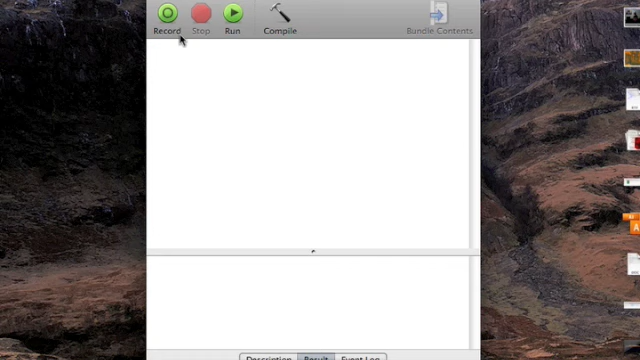 Record Stop Run Compile Bundle Contents
Description Result Event Log